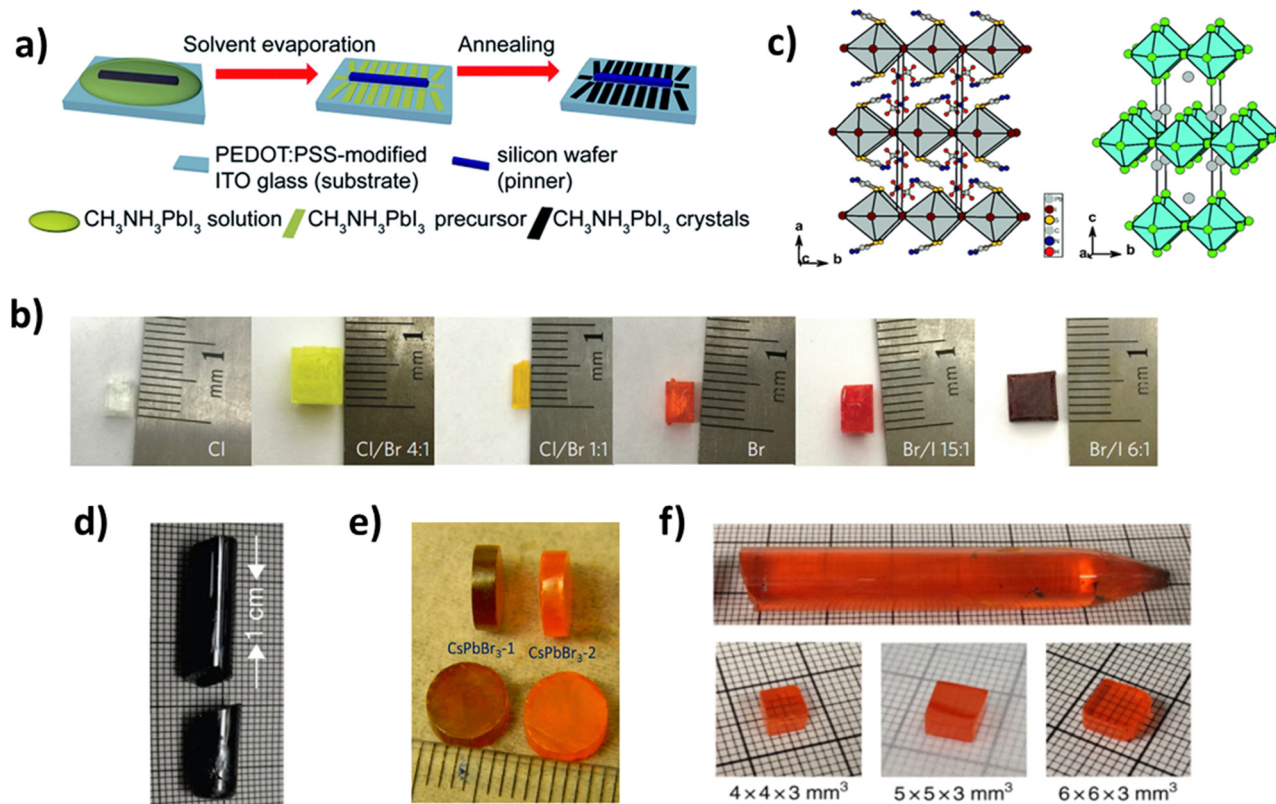 a)
Solvent evaporation
Annealing
PEDOT:PSS-modified
ITO glass (substrate)
silicon wafer
(pinner)
CH₃NH₃PbI₃ solution
CH₃NH₃PbI₃ precursor
CH₃NH₃PbI₃ crystals
c)
a
c
b
Pb
I
S
C
N
H
c
a
b
b)
mm 1
Cl
mm 1
Cl/Br 4:1
mm 1
Cl/Br 1:1
mm 1
Br
mm 1
Br/I 15:1
mm 1
Br/I 6:1
d)
1 cm
e)
CsPbBr₃-1
CsPbBr₃-2
f)
4 × 4 × 3 mm³
5 × 5 × 3 mm³
6 × 6 × 3 mm³